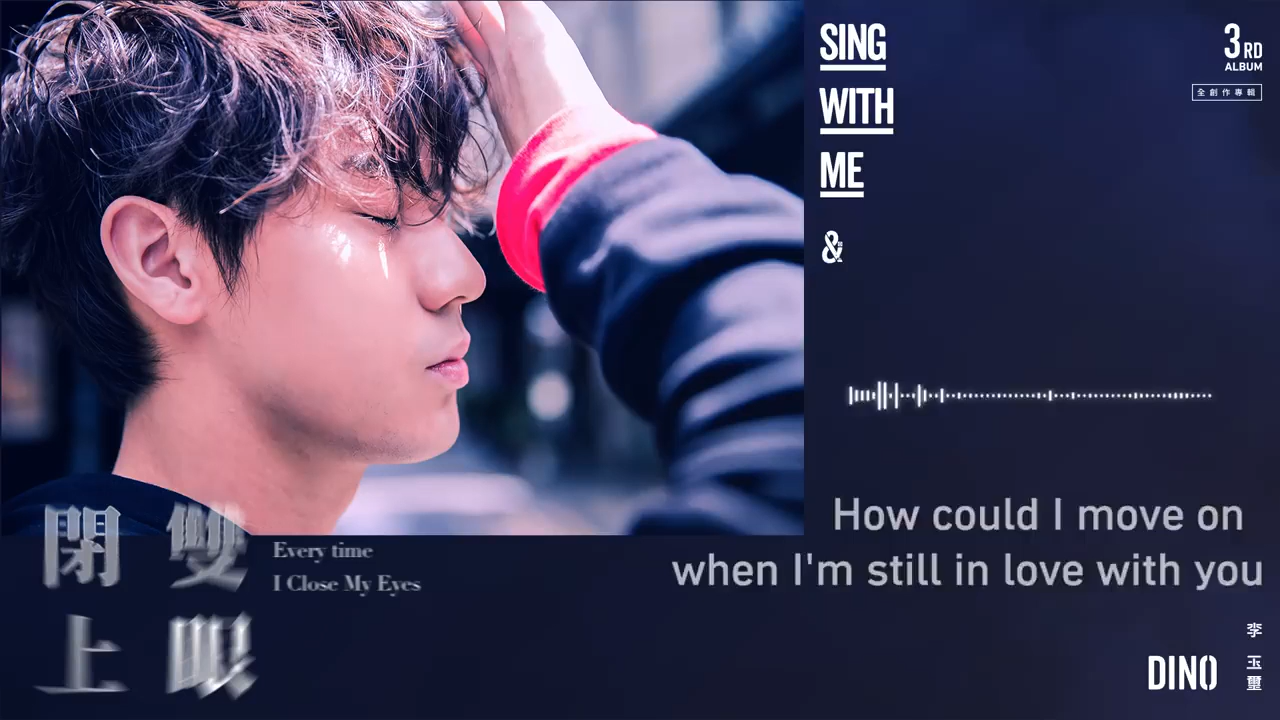 SING
WITH
ME
&
3RD
ALBUM
全創作專輯
閉雙
上眼
Every time
I Close My Eyes
How could I move on
when I'm still in love with you
DINO
李玉璽